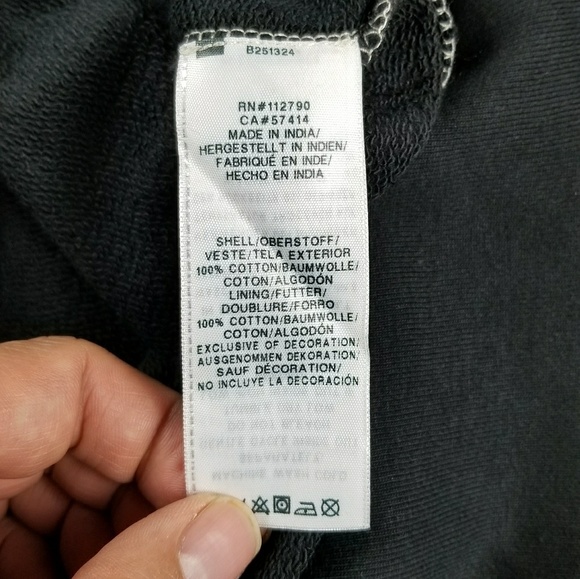 B251324
RN#112790
CA#57414
MADE IN INDIA/
HERGESTELLT IN INDIEN/
FABRIQUÉ EN INDE/
HECHO EN INDIA
SHELL/OBERSTOFF/
VESTE/TELA EXTERIOR
100% COTTON/BAUMWOLLE/
COTON/ALGODÓN
LINING/FUTTER/
DOUBLURE/FORRO
100% COTTON/BAUMWOLLE/
COTON/ALGODÓN
EXCLUSIVE OF DECORATION/
AUSGENOMMEN DEKORATION/
SAUF DÉCORATION/
NO INCLUYE LA DECORACIÓN